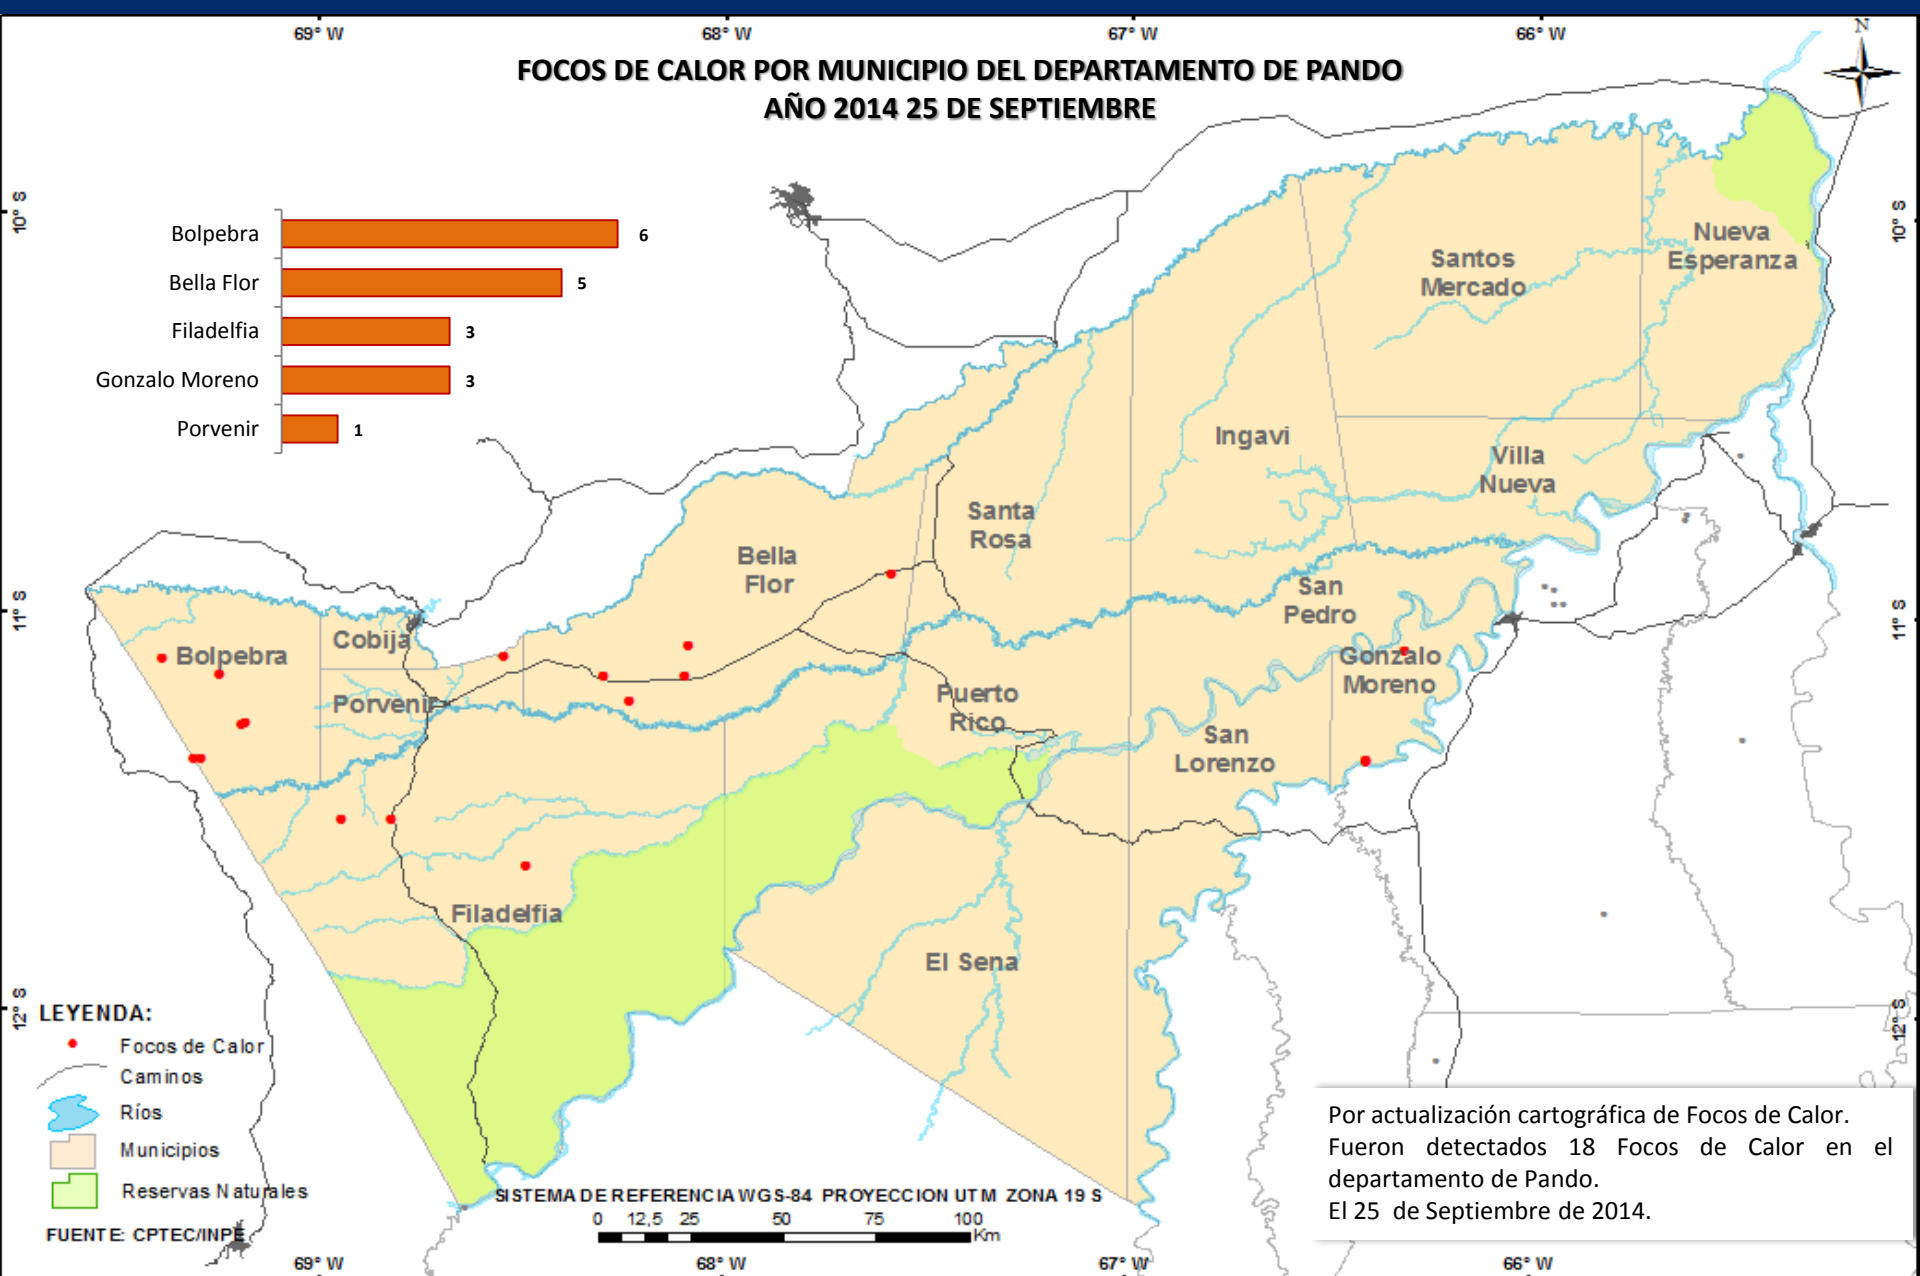 69° W 68° W 67° W 66° W
N
FOCOS DE CALOR POR MUNICIPIO DEL DEPARTAMENTO DE PANDO
AÑO 2014 25 DE SEPTIEMBRE
10° S
10° S
Bolpebra 6
Bella Flor 5
Filadelfia 3
Gonzalo Moreno 3
Porvenir 1
Nueva
Esperanza
Santos
Mercado
Ingavi
Villa
Nueva
Santa
Rosa
Bella
Flor
San
Pedro
11° S
11° S
Cobija
Bolpebra
Gonzalo
Moreno
Porvenir
Puerto
Rico
San
Lorenzo
Filadelfia
El Sena
12° S
12° S
LEYENDA:
Focos de Calor
Caminos
Ríos
Municipios
Reservas Naturales
FUENTE: CPTEC/INPE
SISTEMA DE REFERENCIA WGS-84 PROYECCION UTM ZONA 19 S
0 12,5 25 50 75 100
Km
Por actualización cartográfica de Focos de Calor.
Fueron detectados 18 Focos de Calor en el
departamento de Pando.
El 25 de Septiembre de 2014.
69° W 68° W 67° W 66° W